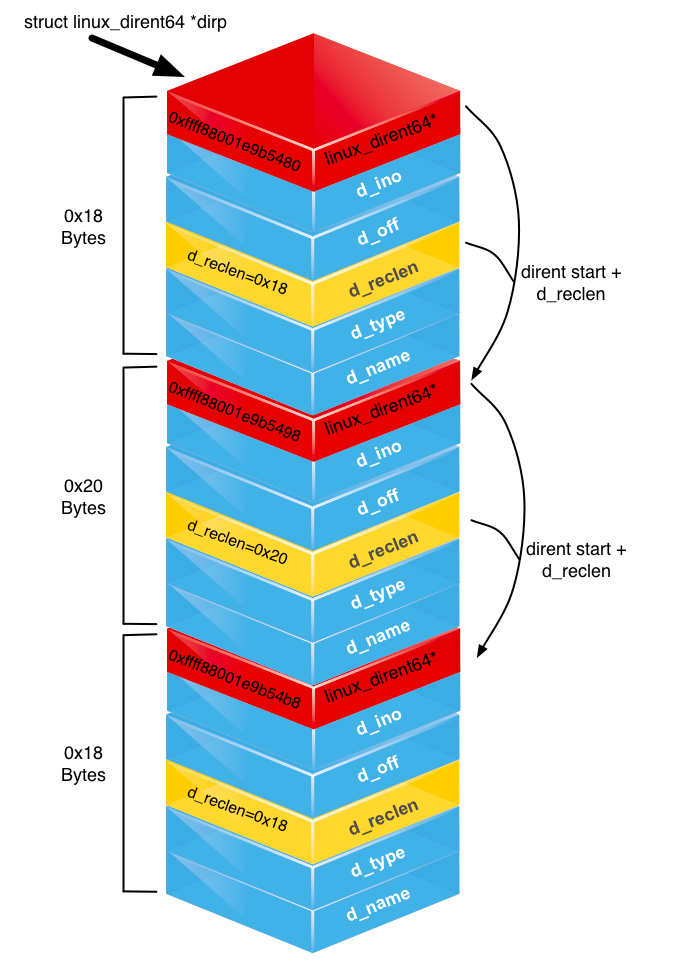 struct linux_dirent64 *dirp
0xffff88001e9b5480
linux_dirent64*
d_ino
d_off
d_reclen=0x18
d_reclen
d_type
d_name
0x18
Bytes
dirent start +
d_reclen
0xffff88001e9b5498
linux_dirent64*
d_ino
d_off
d_reclen=0x20
d_reclen
d_type
d_name
0x20
Bytes
dirent start +
d_reclen
0xffff88001e9b54b8
linux_dirent64*
d_ino
d_off
d_reclen=0x18
d_reclen
d_type
d_name
0x18
Bytes